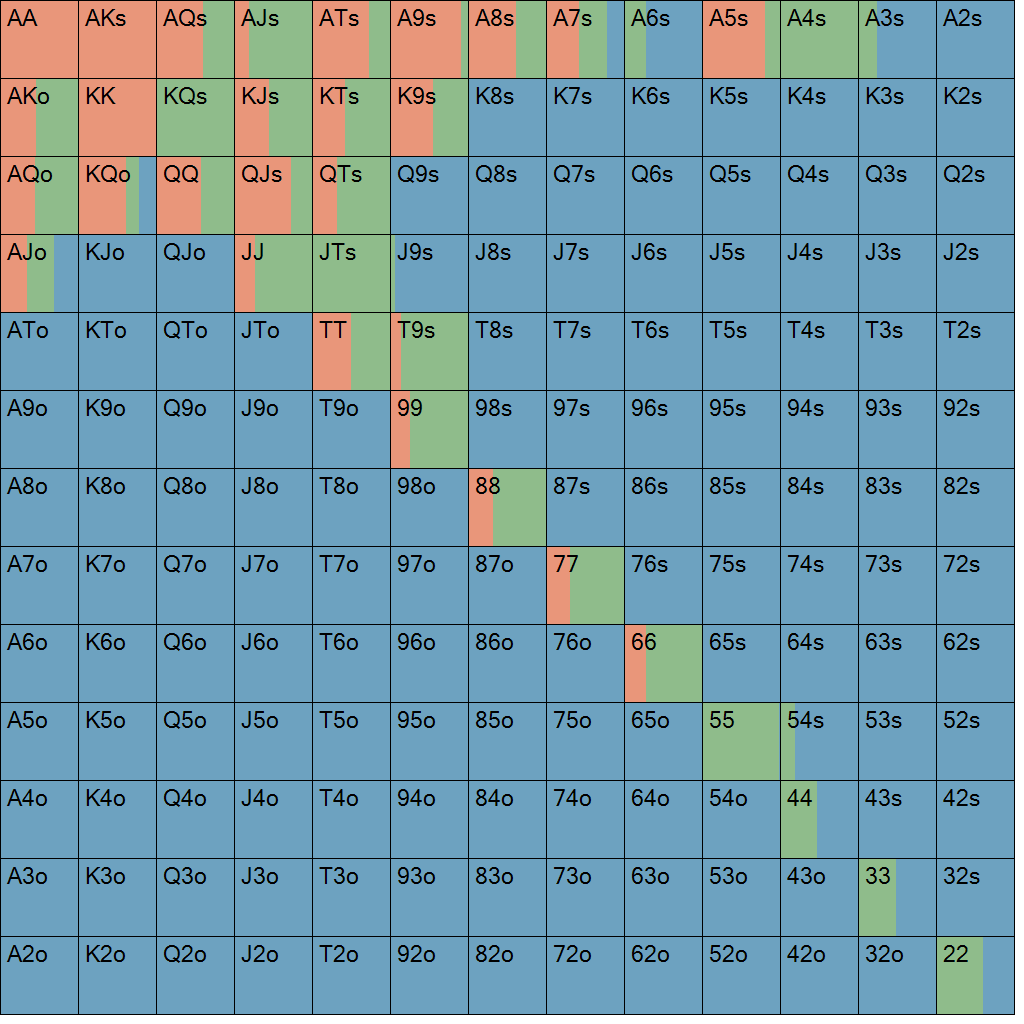 AA AKs AQs AJs ATs A9s A8s A7s A6s A5s A4s A3s A2s
AKo KK KQs KJs KTs K9s K8s K7s K6s K5s K4s K3s K2s
AQo KQo QQ QJs QTs Q9s Q8s Q7s Q6s Q5s Q4s Q3s Q2s
AJo KJo QJo JJ JTs J9s J8s J7s J6s J5s J4s J3s J2s
ATo KTo QTo JTo TT T9s T8s T7s T6s T5s T4s T3s T2s
A9o K9o Q9o J9o T9o 99 98s 97s 96s 95s 94s 93s 92s
A8o K8o Q8o J8o T8o 98o 88 87s 86s 85s 84s 83s 82s
A7o K7o Q7o J7o T7o 97o 87o 77 76s 75s 74s 73s 72s
A6o K6o Q6o J6o T6o 96o 86o 76o 66 65s 64s 63s 62s
A5o K5o Q5o J5o T5o 95o 85o 75o 65o 55 54s 53s 52s
A4o K4o Q4o J4o T4o 94o 84o 74o 64o 54o 44 43s 42s
A3o K3o Q3o J3o T3o 93o 83o 73o 63o 53o 43o 33 32s
A2o K2o Q2o J2o T2o 92o 82o 72o 62o 52o 42o 32o 22